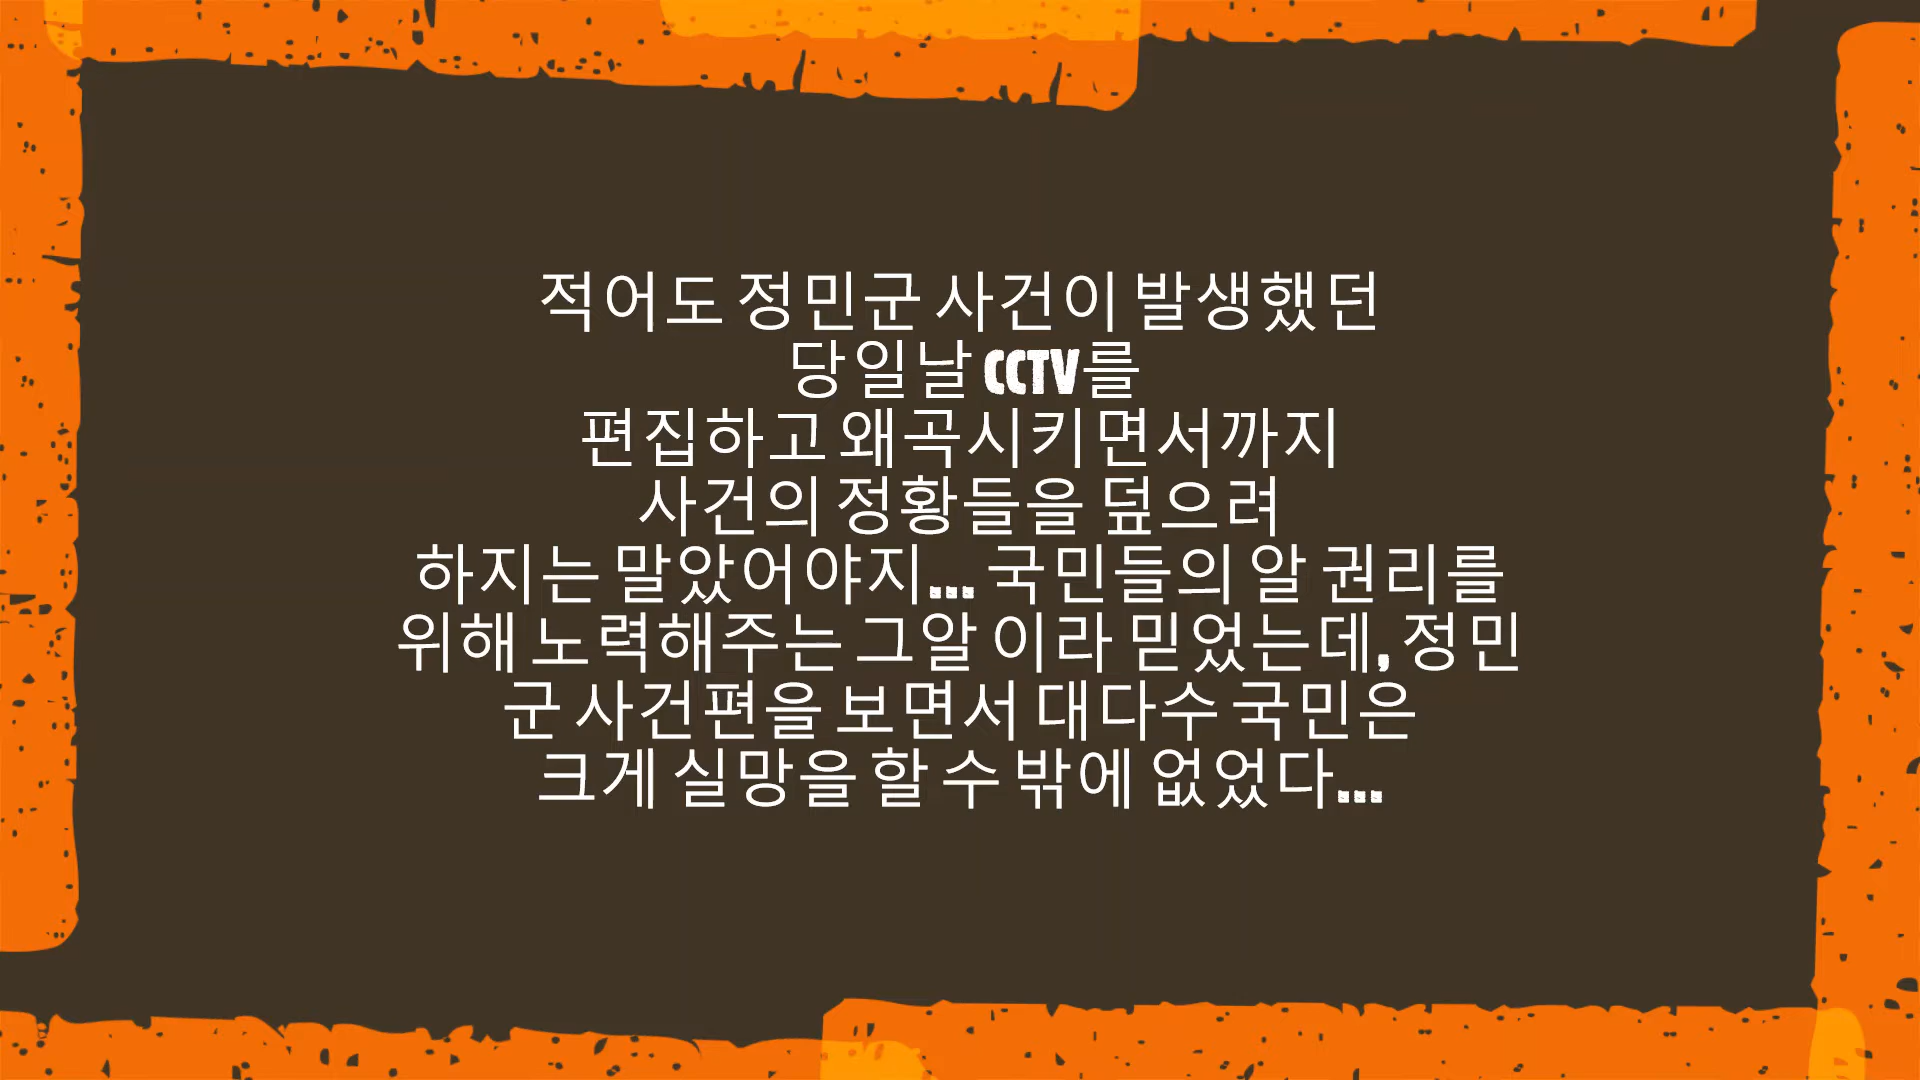 적어도 정민군 사건이 발생했던
당일날 CCTV를
편집하고 왜곡시키면서까지
사건의 정황들을 덮으려
하지는 말았어야지... 국민들의 알 권리를
위해 노력해주는 그알 이라 믿었는데, 정민
군 사건편을 보면서 대다수 국민은
크게 실망을 할 수 밖에 없었다...